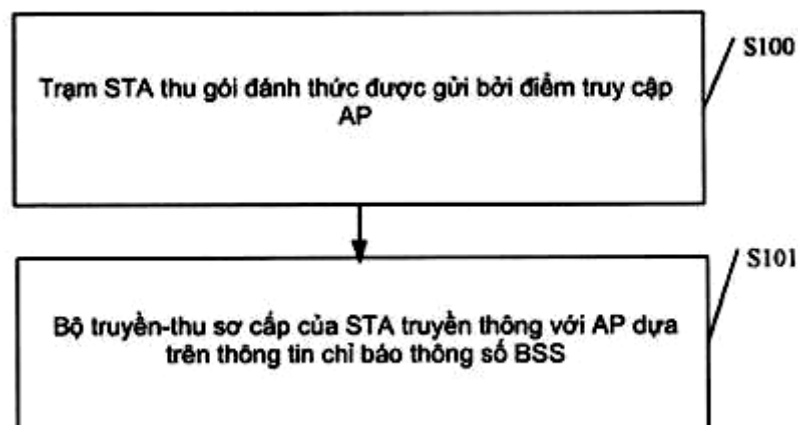 S100
Trạm STA thu gói đánh thức được gửi bởi điểm truy cập
AP
S101
Bộ truyền-thu sơ cấp của STA truyền thông với AP dựa
trên thông tin chỉ báo thông số BSS